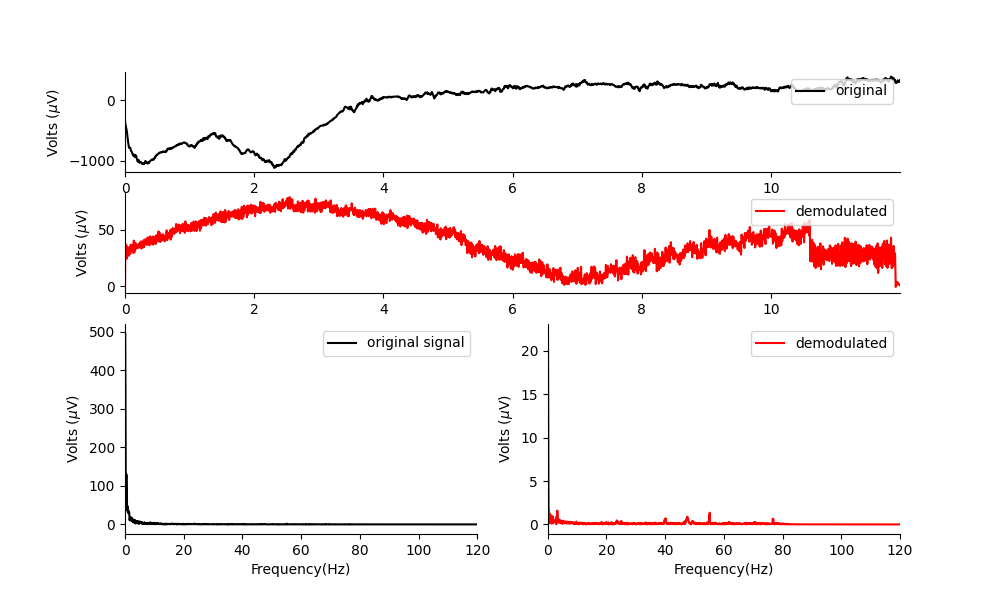 Volts (μV)
0
−1000
original
0 2 4 6 8 10
Volts (μV)
50
0
demodulated
0 2 4 6 8 10
Volts (μV)
500
400
300
200
100
0
original signal
0 20 40 60 80 100 120
Frequency(Hz)
Volts (μV)
20
15
10
5
0
demodulated
0 20 40 60 80 100 120
Frequency(Hz)